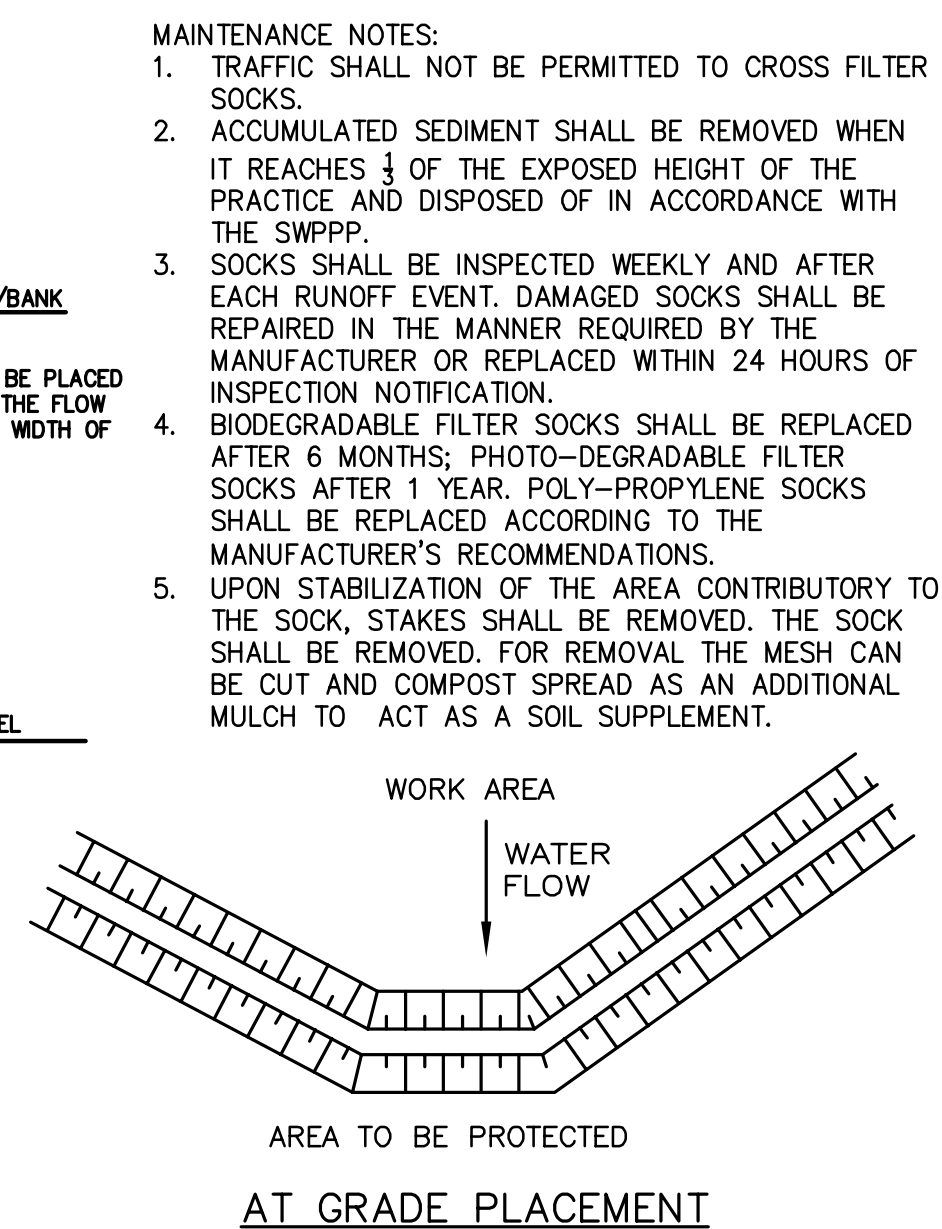 MAINTENANCE NOTES:
1. TRAFFIC SHALL NOT BE PERMITTED TO CROSS FILTER
SOCKS.
2. ACCUMULATED SEDIMENT SHALL BE REMOVED WHEN
IT REACHES 1/3 OF THE EXPOSED HEIGHT OF THE
PRACTICE AND DISPOSED OF IN ACCORDANCE WITH
THE SWPPP.
3. SOCKS SHALL BE INSPECTED WEEKLY AND AFTER
EACH RUNOFF EVENT. DAMAGED SOCKS SHALL BE
REPAIRED IN THE MANNER REQUIRED BY THE
MANUFACTURER OR REPLACED WITHIN 24 HOURS OF
INSPECTION NOTIFICATION.
4. BIODEGRADABLE FILTER SOCKS SHALL BE REPLACED
AFTER 6 MONTHS; PHOTO-DEGRADABLE FILTER
SOCKS AFTER 1 YEAR. POLY-PROPYLENE SOCKS
SHALL BE REPLACED ACCORDING TO THE
MANUFACTURER'S RECOMMENDATIONS.
5. UPON STABILIZATION OF THE AREA CONTRIBUTORY TO
THE SOCK, STAKES SHALL BE REMOVED. THE SOCK
SHALL BE REMOVED. FOR REMOVAL THE MESH CAN
BE CUT AND COMPOST SPREAD AS AN ADDITIONAL
MULCH TO ACT AS A SOIL SUPPLEMENT.
/BANK
BE PLACED
THE FLOW
WIDTH OF
EL
WORK AREA
WATER
FLOW
AREA TO BE PROTECTED
AT GRADE PLACEMENT